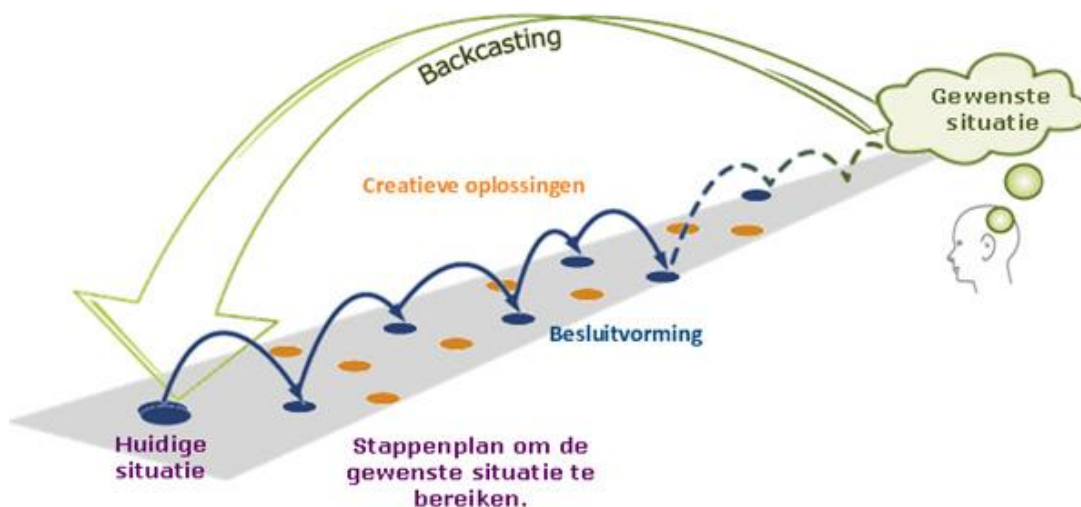 Backcasting
Gewenste
situatie
Creatieve oplossingen
Besluitvorming
Huidige
situatie
Stappenplan om de
gewenste situatie te
bereiken.